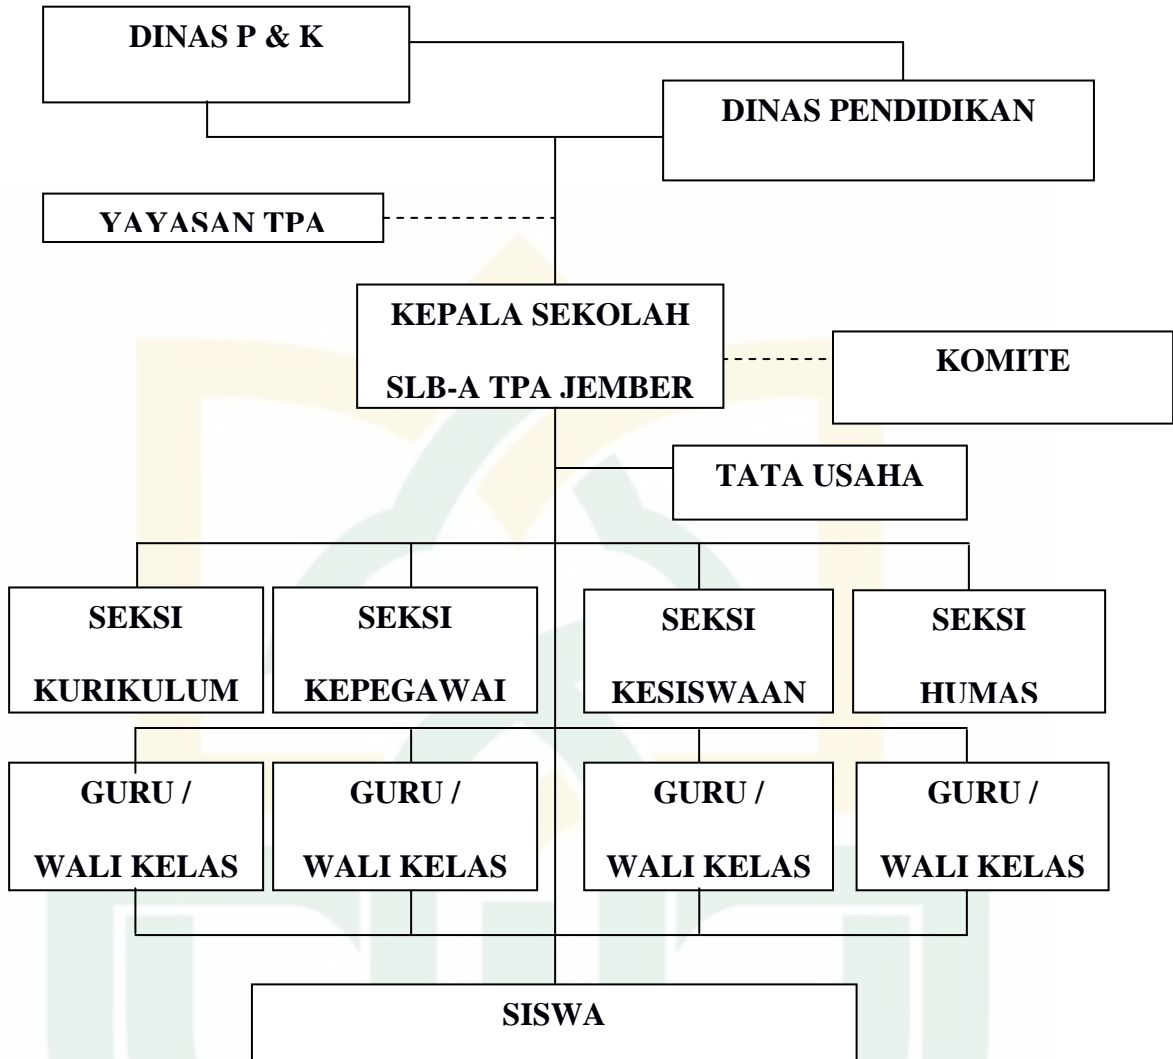 DINAS P & K
DINAS PENDIDIKAN
YAYASAN TPA
KEPALA SEKOLAH
SLB-A TPA JEMBER
KOMITE
TATA USAHA
SEKSI
KURIKULUM
SEKSI
KEPEGAWAI
SEKSI
KESISWAAN
SEKSI
HUMAS
GURU /
WALI KELAS
GURU /
WALI KELAS
GURU /
WALI KELAS
GURU /
WALI KELAS
SISWA